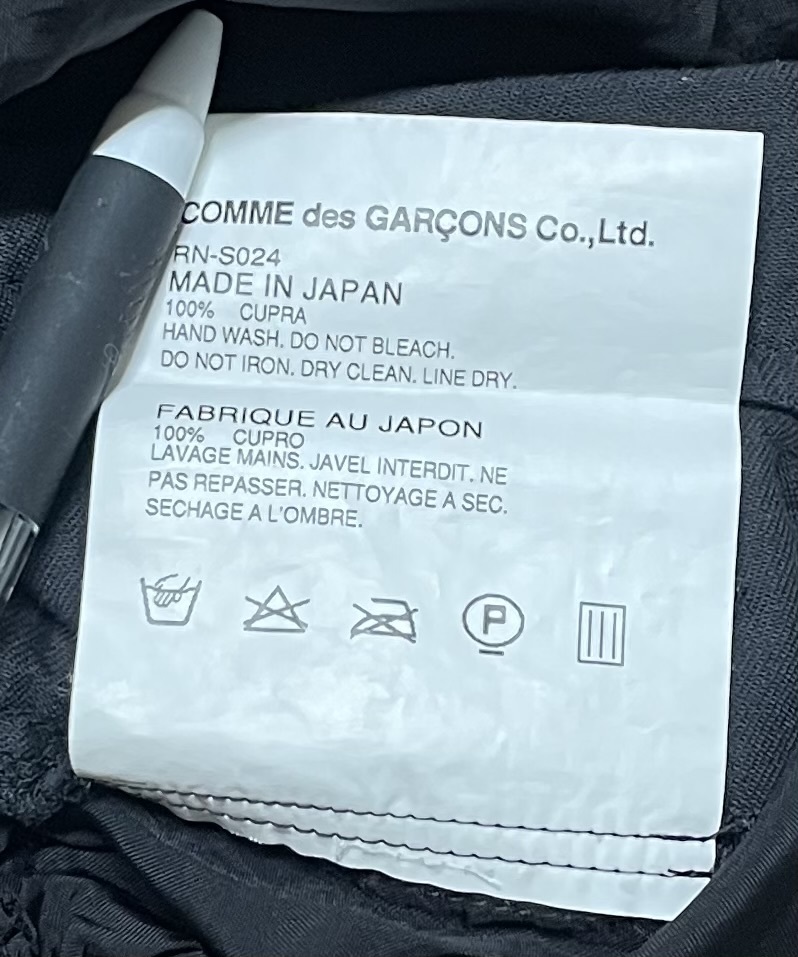 COMME des GARÇONS Co.,Ltd.
RN-S024
MADE IN JAPAN
100% CUPRA
HAND WASH. DO NOT BLEACH.
DO NOT IRON. DRY CLEAN. LINE DRY.
FABRIQUE AU JAPON
100% CUPRO
LAVAGE MAINS. JAVEL INTERDIT. NE
PAS REPASSER. NETTOYAGE A SEC.
SECHAGE A L'OMBRE.
P